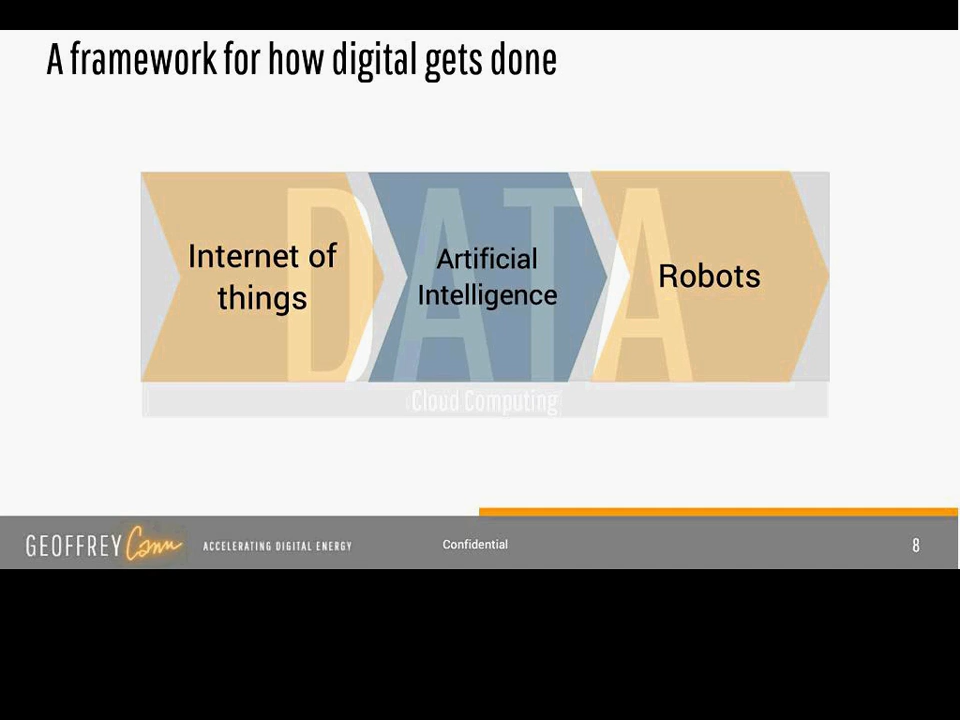 A framework for how digital gets done
DATA
Internet of
things
Artificial
Intelligence
Robots
Cloud Computing
GEOFFREY Cann
ACCELERATING DIGITAL ENERGY
Confidential
8